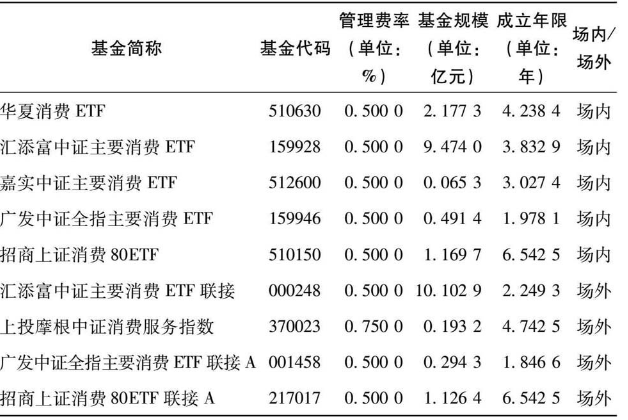 基金简称 基金代码 管理费率(单位:%) 基金规模(单位:亿元) 成立年限(单位:年) 场内/场外
华夏消费 ETF 510630 0.500 0 2.177 3 4.238 4 场内
汇添富中证主要消费 ETF 159928 0.500 0 9.474 0 3.832 9 场内
嘉实中证主要消费 ETF 512600 0.500 0 0.065 3 3.027 4 场内
广发中证全指主要消费 ETF 159946 0.500 0 0.491 4 1.978 1 场内
招商上证消费 80ETF 510150 0.500 0 1.169 7 6.542 5 场内
汇添富中证主要消费 ETF 联接 000248 0.500 0 10.102 9 2.249 3 场外
上投摩根中证消费服务指数 370023 0.750 0 0.193 2 4.742 5 场外
广发中证全指主要消费 ETF 联接 A 001458 0.500 0 0.294 3 1.846 6 场外
招商上证消费 80ETF 联接 A 217017 0.500 0 1.126 4 6.542 5 场外